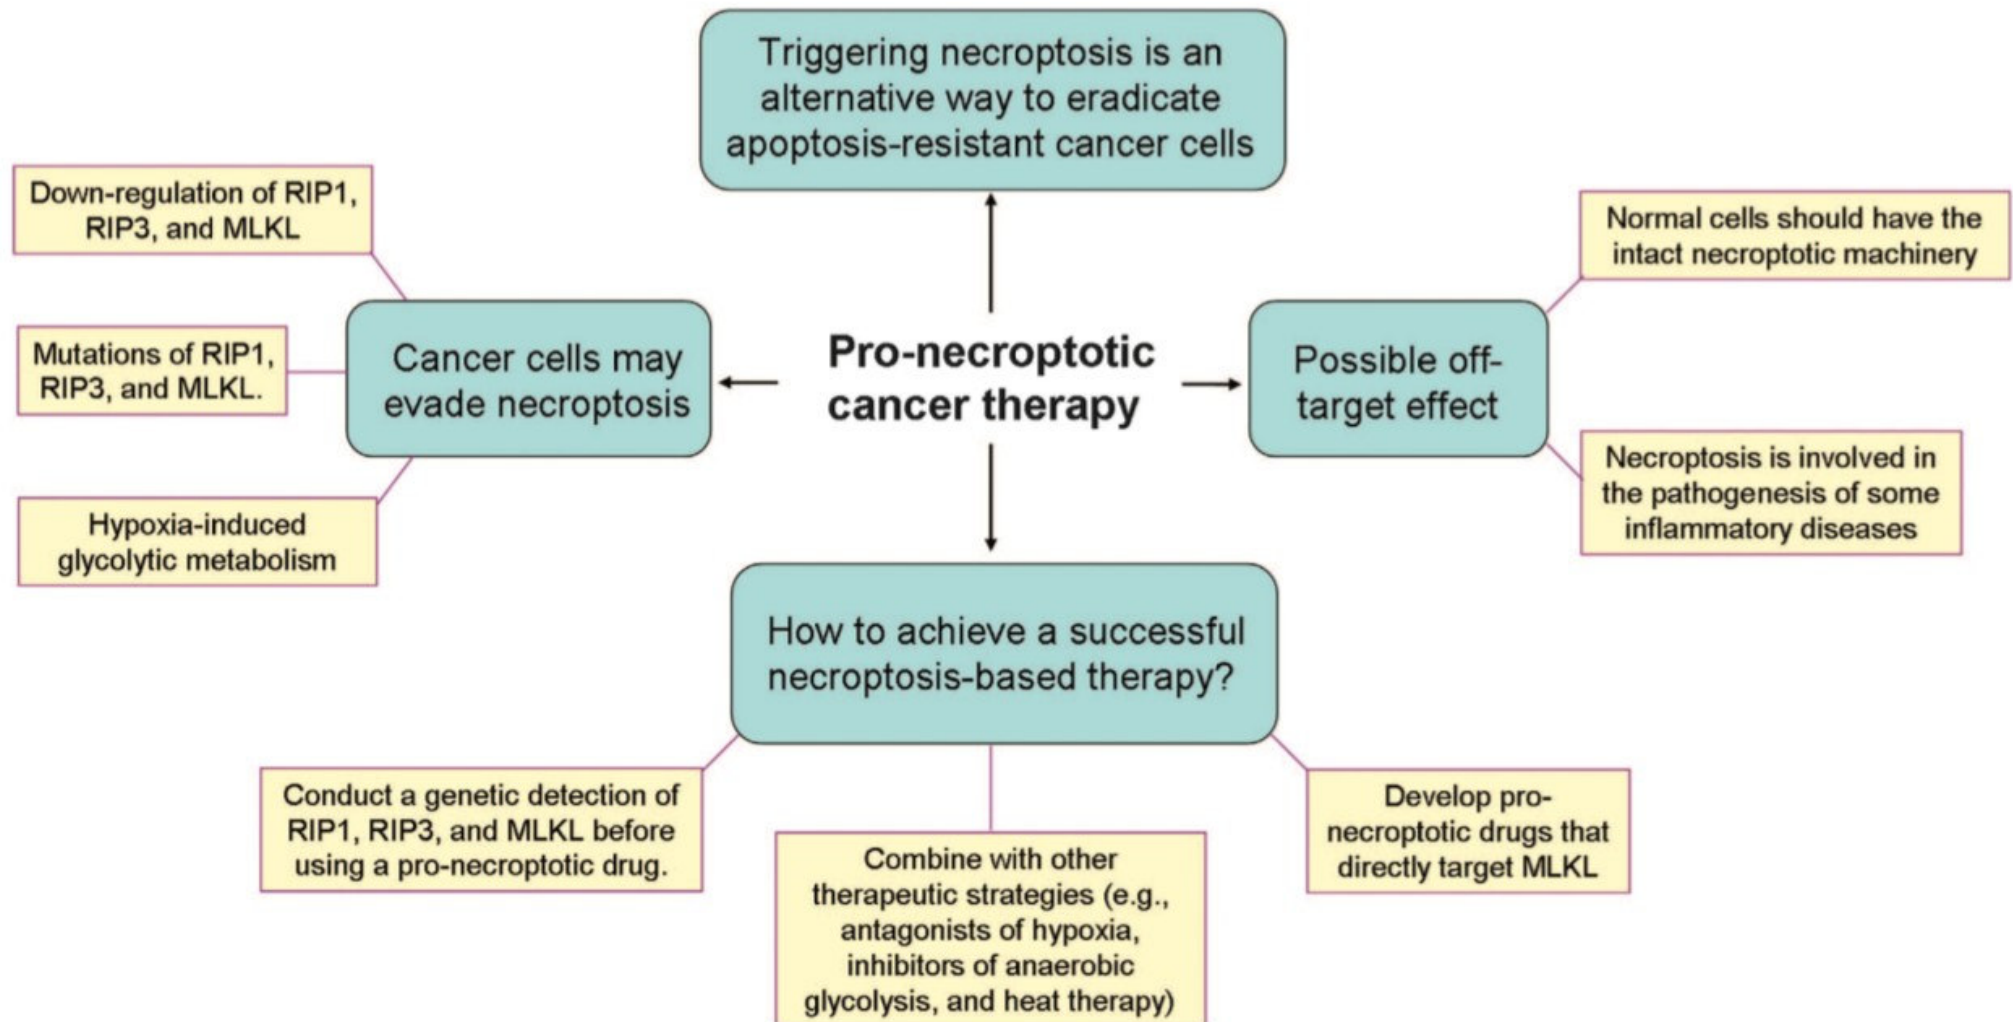 Triggering necroptosis is an
alternative way to eradicate
apoptosis-resistant cancer cells
Down-regulation of RIP1,
RIP3, and MLKL
Mutations of RIP1,
RIP3, and MLKL.
Hypoxia-induced
glycolytic metabolism
Cancer cells may
evade necroptosis
Pro-necroptotic
cancer therapy
Possible off-
target effect
Normal cells should have the
intact necroptotic machinery
Necroptosis is involved in
the pathogenesis of some
inflammatory diseases
How to achieve a successful
necroptosis-based therapy?
Conduct a genetic detection of
RIP1, RIP3, and MLKL before
using a pro-necroptotic drug.
Combine with other
therapeutic strategies (e.g.,
antagonists of hypoxia,
inhibitors of anaerobic
glycolysis, and heat therapy)
Develop pro-
necroptotic drugs that
directly target MLKL